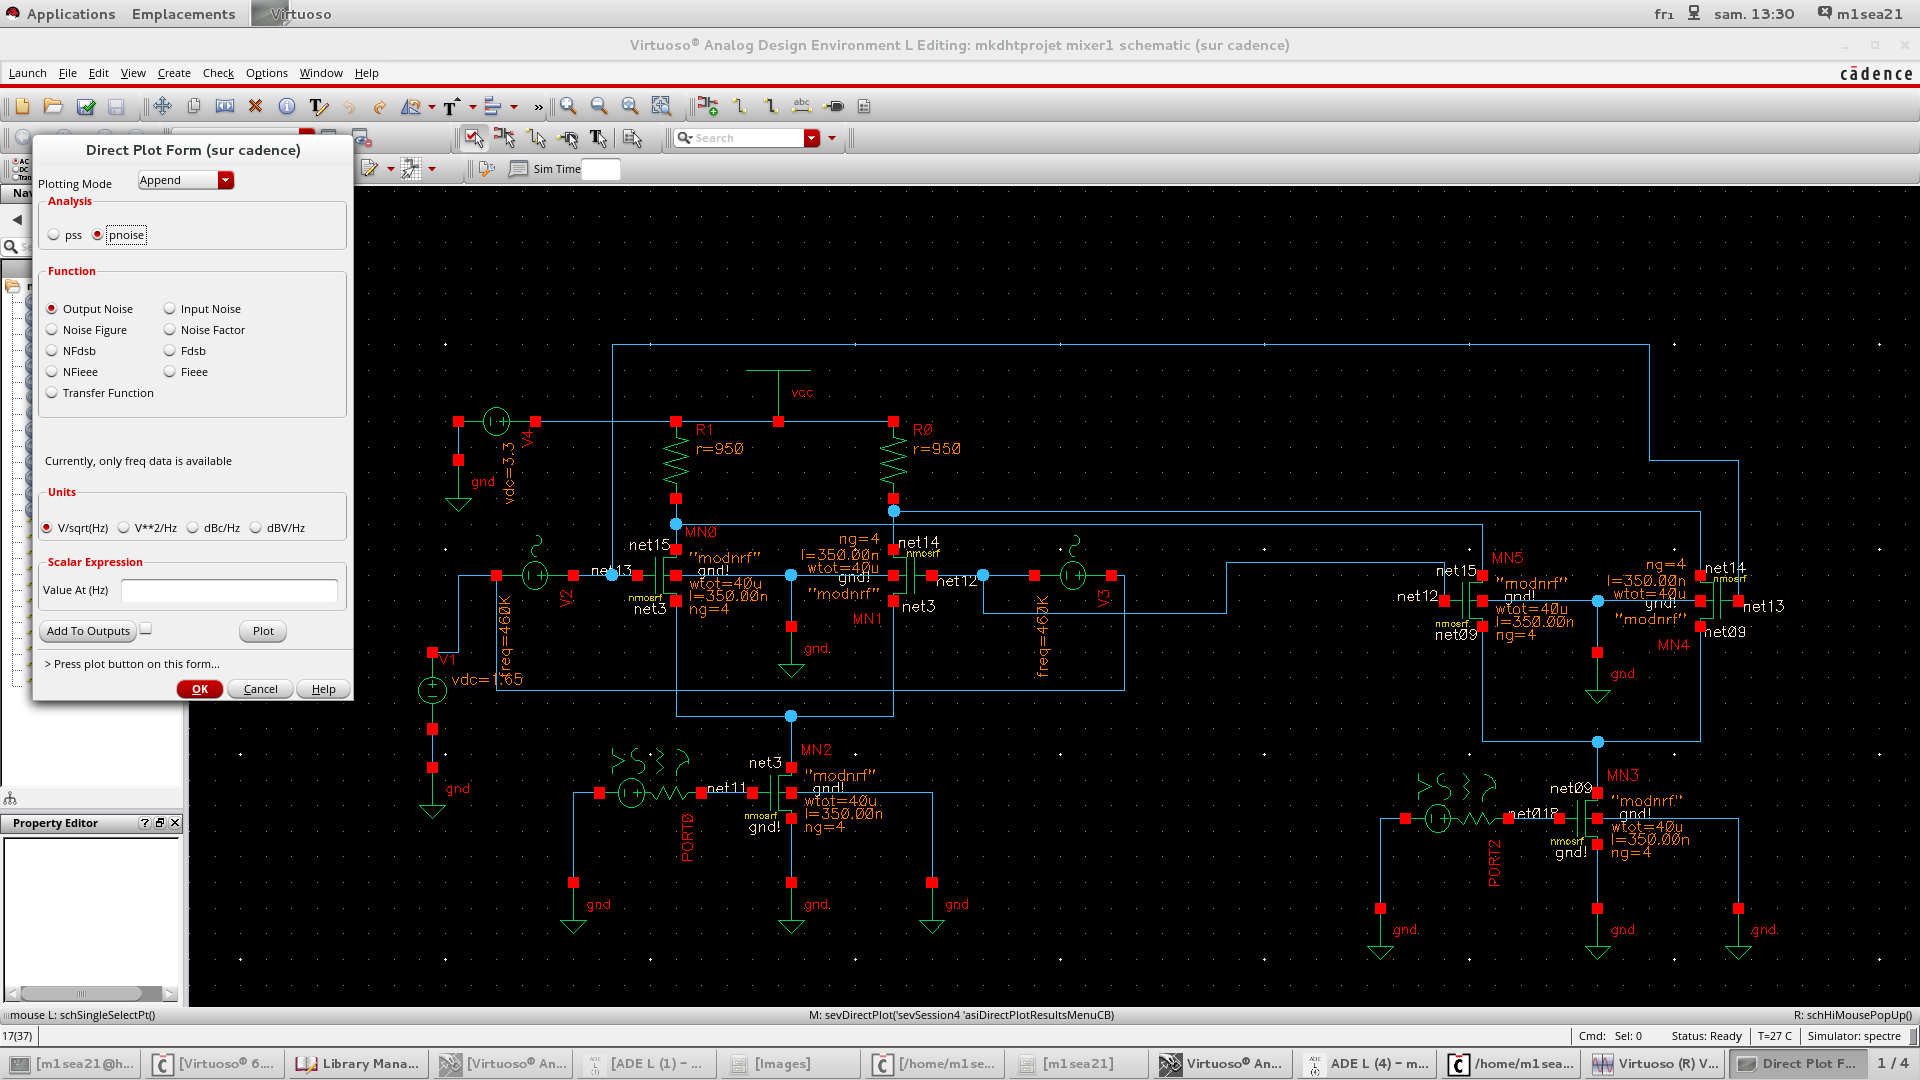 Applications Emplacements Virtuoso fr₁ sam. 13:30 m1sea21
Virtuoso® Analog Design Environment L Editing: mkdhtprojet mixer1 schematic (sur cadence)
Launch File Edit View Create Check Options Window Help cādence
Search
Sim Time
Direct Plot Form (sur cadence)
Plotting Mode Append
Analysis
pss pnoise
Function
Output Noise Input Noise
Noise Figure Noise Factor
NFdsb Fdsb
NFieee Fieee
Transfer Function
Currently, only freq data is available
Units
V/sqrt(Hz) V**2/Hz dBc/Hz dBV/Hz
Scalar Expression
Value At (Hz)
Add To Outputs Plot
> Press plot button on this form...
OK Cancel Help
Property Editor
vcc
V4
vdc=3.3
gnd
R1
r=950
R0
r=950
V2
freq=460K
net13
MN0
net15
"modnrf"
gnd!
wtot=40u
l=350.00n
ng=4
nmosrf
net3
ng=4
l=350.00n
wtot=40u
gnd!
"modnrf"
net14
nmosrf
net12
net3
MN1
gnd
V3
freq=460K
V1
vdc=1.65
gnd
MN2
net3
"modnrf"
gnd!
wtot=40u
l=350.00n
ng=4
net11
nmosrf
gnd!
PORT0
gnd
gnd
gnd
MN5
net15
"modnrf"
gnd!
wtot=40u
l=350.00n
ng=4
net12
nmosrf
net09
ng=4
l=350.00n
wtot=40u
gnd!
"modnrf"
net14
nmosrf
net13
net09
MN4
gnd
MN3
net09
"modnrf"
gnd!
wtot=40u
l=350.00n
ng=4
net018
nmosrf
gnd!
PORT2
gnd
gnd
gnd
mouse L: schSingleSelectPt() M: sevDirectPlot('sevSession4 'asiDirectPlotResultsMenuCB) R: schHiMousePopUp()
17(37) Cmd: Sel: 0 Status: Ready T=27 C Simulator: spectre
[m1sea21@h... [Virtuoso® 6.... Library Mana... [Virtuoso® An... [ADE L (1) - ... [Images] [/home/m1se... [m1sea21] Virtuoso® An... ADE L (4) - m... /home/m1sea... Virtuoso (R) V... Direct Plot F... 1 / 4